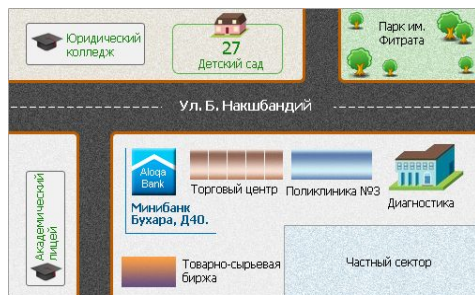 Юридический
колледж
27
Детский сад
Парк им.
Фитрата
Ул. Б. Накшбандий
Академический
лицей
Aloqa
Bank
Минибанк
Бухара, Д40.
Торговый центр
Поликлиника №3
Диагностика
Товарно-сырьевая
биржа
Частный сектор